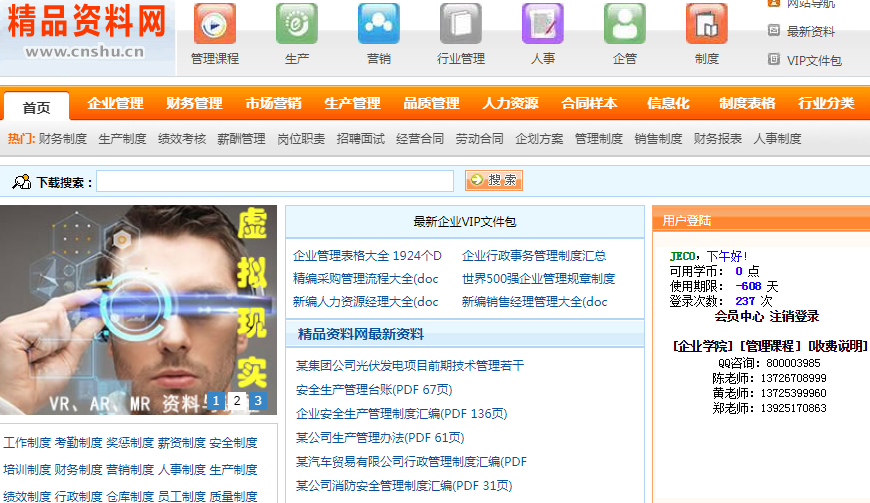 精品资料网
www.cnshu.cn
管理课程 生产 营销 行业管理 人事 企管 制度
网站导航
最新资料
VIP文件包
首页 企业管理 财务管理 市场营销 生产管理 品质管理 人力资源 合同样本 信息化 制度表格 行业分类
热门: 财务制度 生产制度 绩效考核 薪酬管理 岗位职责 招聘面试 经营合同 劳动合同 企划方案 管理制度 销售制度 财务报表 人事制度
下载搜索： 搜 索
虚拟现实
VR、AR、MR 资料
1 2 3
工作制度 考勤制度 奖惩制度 薪资制度 安全制度
培训制度 财务制度 营销制度 人事制度 生产制度
绩效制度 行政制度 仓库制度 员工制度 质量制度
最新企业VIP文件包
企业管理表格大全 1924个D 企业行政事务管理制度汇总
精编采购管理流程大全(doc 世界500强企业管理规章制度
新编人力资源经理大全(doc 新编销售经理管理大全(doc
精品资料网最新资料
某集团公司光伏发电项目前期技术管理若干
安全生产管理台账(PDF 67页)
企业安全生产管理制度汇编(PDF 136页)
某公司生产管理办法(PDF 61页)
某汽车贸易有限公司行政管理制度汇编(PDF
某公司消防安全管理制度汇编(PDF 31页)
用户登陆
JECO，下午好!
可用学币： 0 点
使用期限： -608 天
登录次数： 237 次
会员中心 注销登录
[企业学院] [管理课程] [收费说明]
QQ咨询：800003985
陈老师：13726708999
黄老师：13725399960
郑老师：13925170863